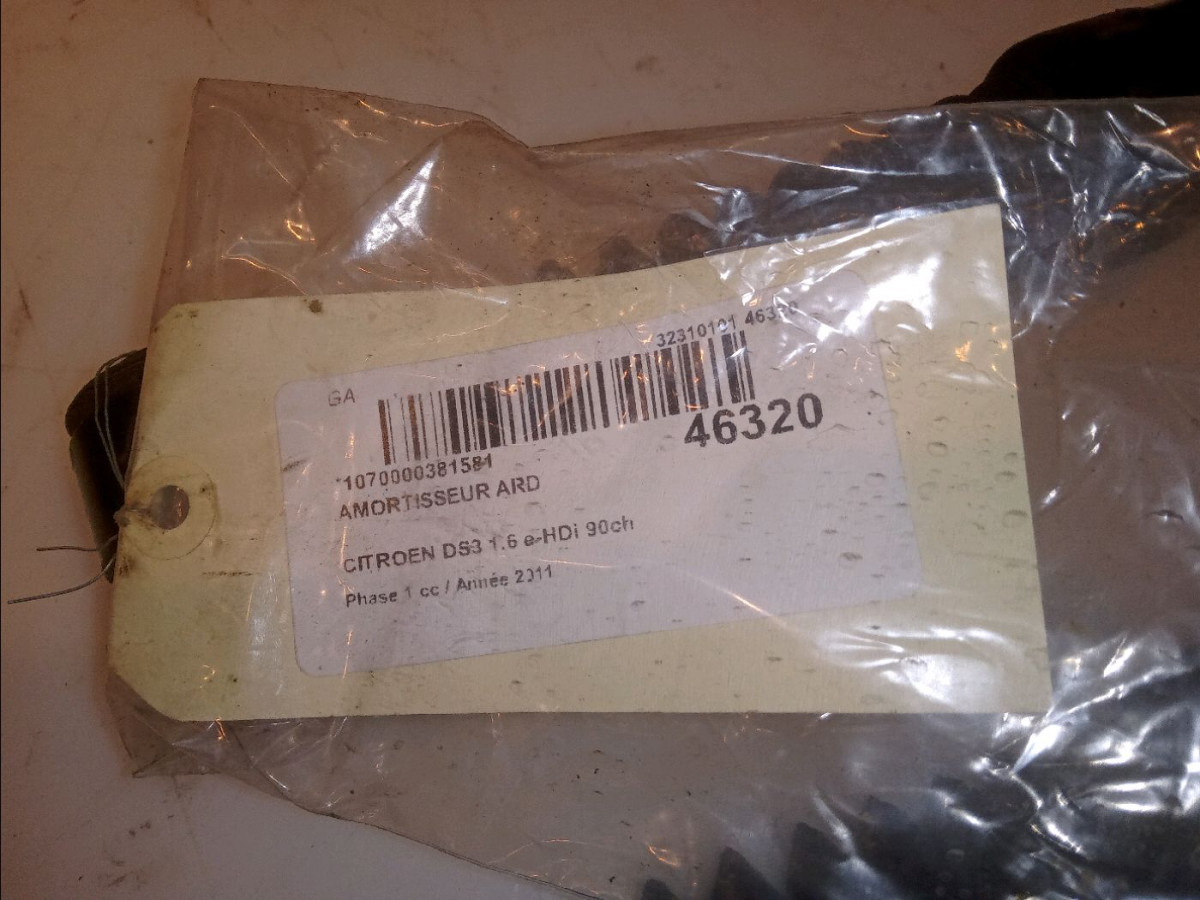 32310101 46320
GA
46320
*1070000381581
AMORTISSEUR ARD
CITROEN DS3 1.6 e-HDi 90ch
Phase 1 cc / Année 2011